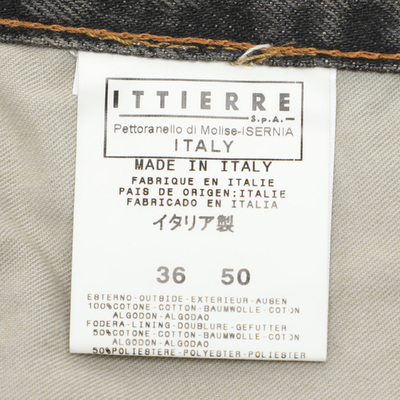 ITTIERRE
S.p.A.
Pettoranello di Molise-ISERNIA
ITALY
MADE IN ITALY
FABRIQUE EN ITALIE
PAIS DE ORIGEN:ITALIE
FABRICADO EN ITALIA
イタリア製
36 50
ESTERNO-OUTSIDE-EXTERIEUR-AUSEN
100%COTONE-COTTON-BAUMWOLLE-COTON
ALGODON-ALGODAO
FODERA-LINING-DOUBLURE-GEFUTTER
50%COTONE-COTTON-BAUMWOLLE-COTON
ALGODON-ALGODAO
50%POLIESTERE-POLYESTER-POLIESTER